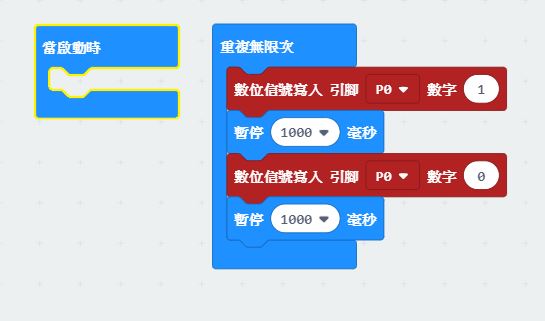 當啟動時
重複無限次
數位信號寫入 引腳 P0 數字 1
暫停 1000 毫秒
數位信號寫入 引腳 P0 數字 0
暫停 1000 毫秒